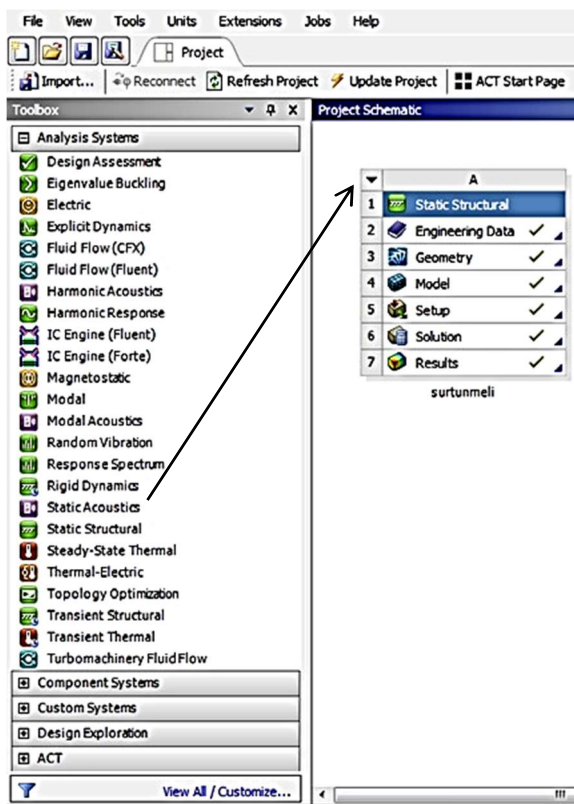 File View Tools Units Extensions Jobs Help
Project
Import... Reconnect Refresh Project Update Project ACT Start Page
Toolbox
Analysis Systems
Design Assessment
Eigenvalue Buckling
Electric
Explicit Dynamics
Fluid Flow (CFX)
Fluid Flow (Fluent)
Harmonic Acoustics
Harmonic Response
IC Engine (Fluent)
IC Engine (Forte)
Magnetostatic
Modal
Modal Acoustics
Random Vibration
Response Spectrum
Rigid Dynamics
Static Acoustics
Static Structural
Steady-State Thermal
Thermal-Electric
Topology Optimization
Transient Structural
Transient Thermal
Turbomachinery Fluid Flow
Component Systems
Custom Systems
Design Exploration
ACT
View All / Customize...
Project Schematic
A
1 Static Structural
2 Engineering Data
3 Geometry
4 Model
5 Setup
6 Solution
7 Results
surtunmeli